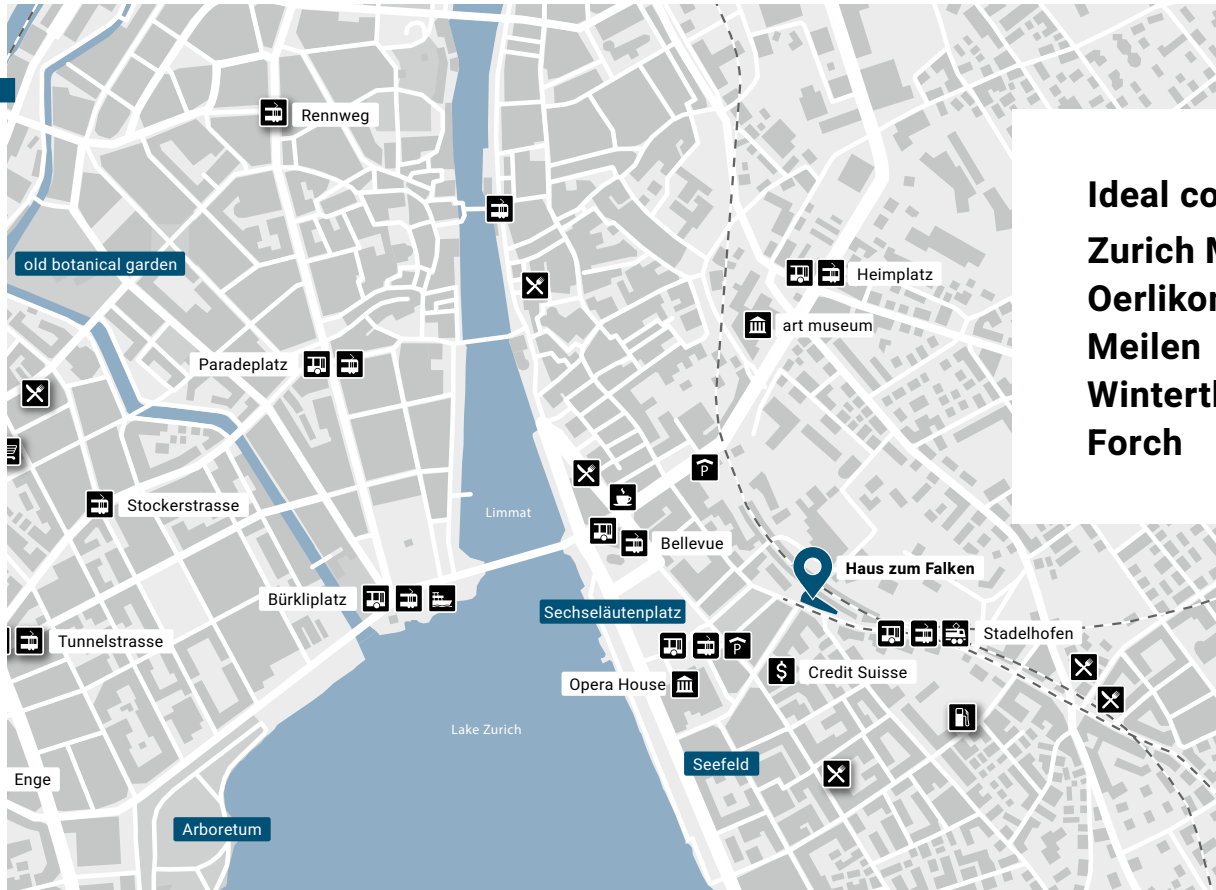 Rennweg
old botanical garden
Heimplatz
art museum
Paradeplatz
Stockerstrasse
Limmat
Bellevue
Haus zum Falken
Bürkliplatz
Sechseläutenplatz
Tunnelstrasse
Stadelhofen
Opera House
Credit Suisse
Lake Zurich
Seefeld
Enge
Arboretum
P
P
$
Ideal co
Zurich M
Oerlikon
Meilen
Winterth
Forch